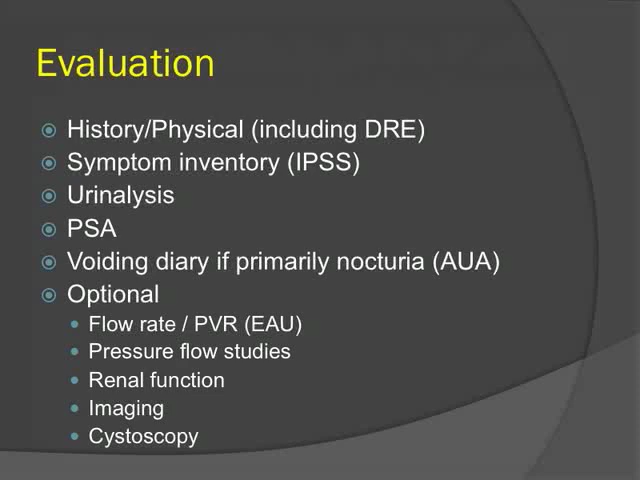 Evaluation
History/Physical (including DRE)
Symptom inventory (IPSS)
Urinalysis
PSA
Voiding diary if primarily nocturia (AUA)
Optional
Flow rate / PVR (EAU)
Pressure flow studies
Renal function
Imaging
Cystoscopy